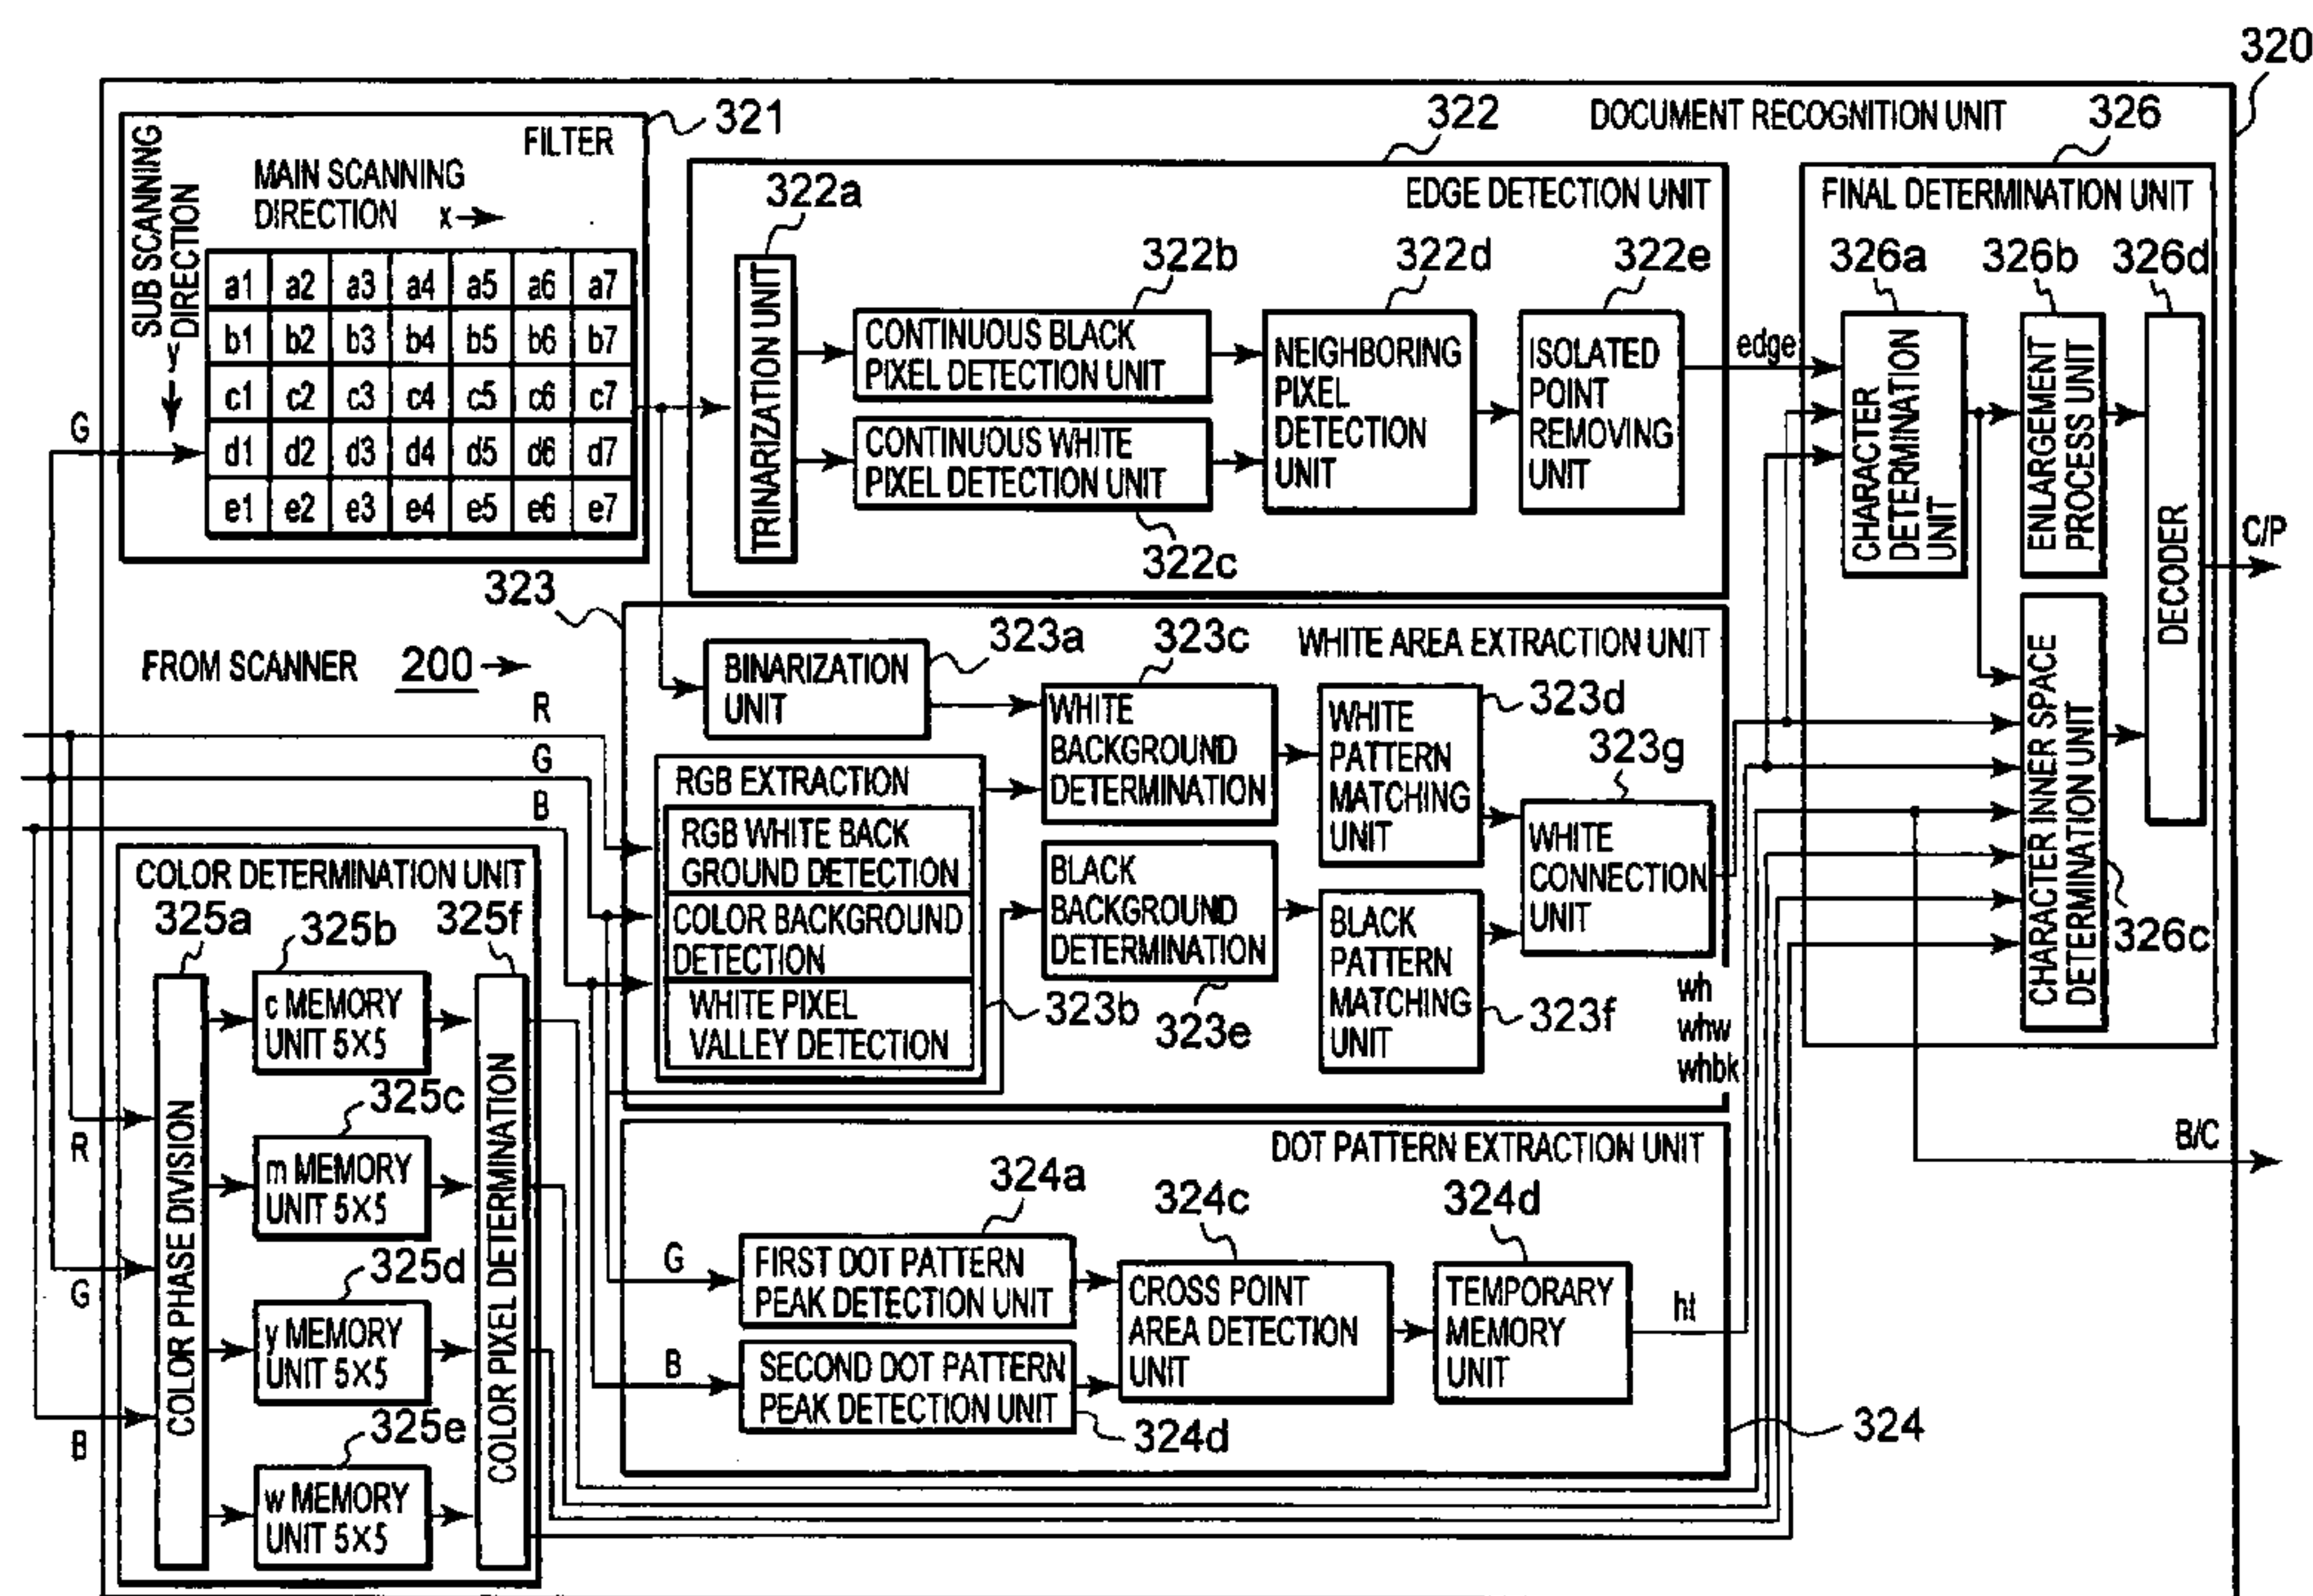 320
321
FILTER
SUB SCANNING
DIRECTION
Y
MAIN SCANNING
DIRECTION x
a1 a2 a3 a4 a5 a6 a7
b1 b2 b3 b4 b5 b6 b7
c1 c2 c3 c4 c5 c6 c7
d1 d2 d3 d4 d5 d6 d7
e1 e2 e3 e4 e5 e6 e7
G
322
DOCUMENT RECOGNITION UNIT
EDGE DETECTION UNIT
322a
TRINARIZATION UNIT
322b
CONTINUOUS BLACK
PIXEL DETECTION UNIT
CONTINUOUS WHITE
PIXEL DETECTION UNIT
322c
322d
NEIGHBORING
PIXEL
DETECTION
UNIT
322e
ISOLATED
POINT
REMOVING
UNIT
edge
326
FINAL DETERMINATION UNIT
326a
CHARACTER
DETERMINATION
UNIT
326b
ENLARGEMENT
PROCESS UNIT
326d
DECODER
C/P
CHARACTER INNER SPACE
DETERMINATION UNIT
326c
B/C
323
WHITE AREA EXTRACTION UNIT
FROM SCANNER 200
R
G
B
323a
BINARIZATION
UNIT
RGB EXTRACTION
RGB WHITE BACK
GROUND DETECTION
COLOR BACKGROUND
DETECTION
WHITE PIXEL
VALLEY DETECTION
323b
323c
WHITE
BACKGROUND
DETERMINATION
BLACK
BACKGROUND
DETERMINATION
323e
323d
WHITE
PATTERN
MATCHING
UNIT
BLACK
PATTERN
MATCHING
UNIT
323f
323g
WHITE
CONNECTION
UNIT
wh
whw
whbk
COLOR DETERMINATION UNIT
325a
COLOR PHASE DIVISION
R
G
B
325b
c MEMORY
UNIT 5X5
325c
m MEMORY
UNIT 5X5
325d
y MEMORY
UNIT 5X5
325e
w MEMORY
UNIT 5X5
325f
COLOR PIXEL DETERMINATION
DOT PATTERN EXTRACTION UNIT
324a
G
FIRST DOT PATTERN
PEAK DETECTION UNIT
B
SECOND DOT PATTERN
PEAK DETECTION UNIT
324d
324c
CROSS POINT
AREA DETECTION
UNIT
324d
TEMPORARY
MEMORY
UNIT
ht
324